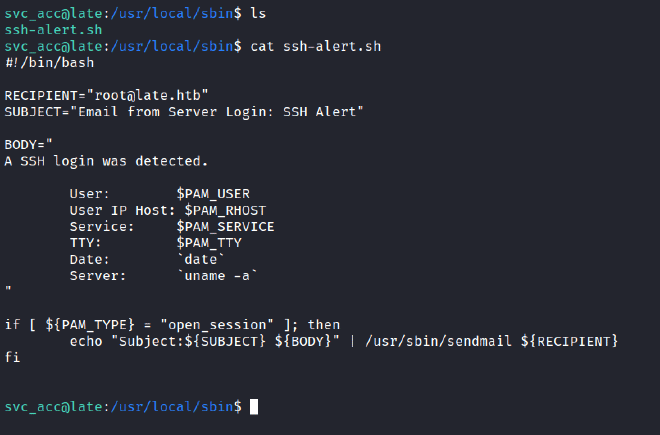 svc_acc@late:/usr/local/sbin$ ls
ssh-alert.sh
svc_acc@late:/usr/local/sbin$ cat ssh-alert.sh
#!/bin/bash

RECIPIENT="root@late.htb"
SUBJECT="Email from Server Login: SSH Alert"

BODY="
A SSH login was detected.

        User:        $PAM_USER
        User IP Host: $PAM_RHOST
        Service:     $PAM_SERVICE
        TTY:         $PAM_TTY
        Date:        `date`
        Server:      `uname -a`
"

if [ ${PAM_TYPE} = "open_session" ]; then
        echo "Subject:${SUBJECT} ${BODY}" | /usr/sbin/sendmail ${RECIPIENT}
fi

svc_acc@late:/usr/local/sbin$